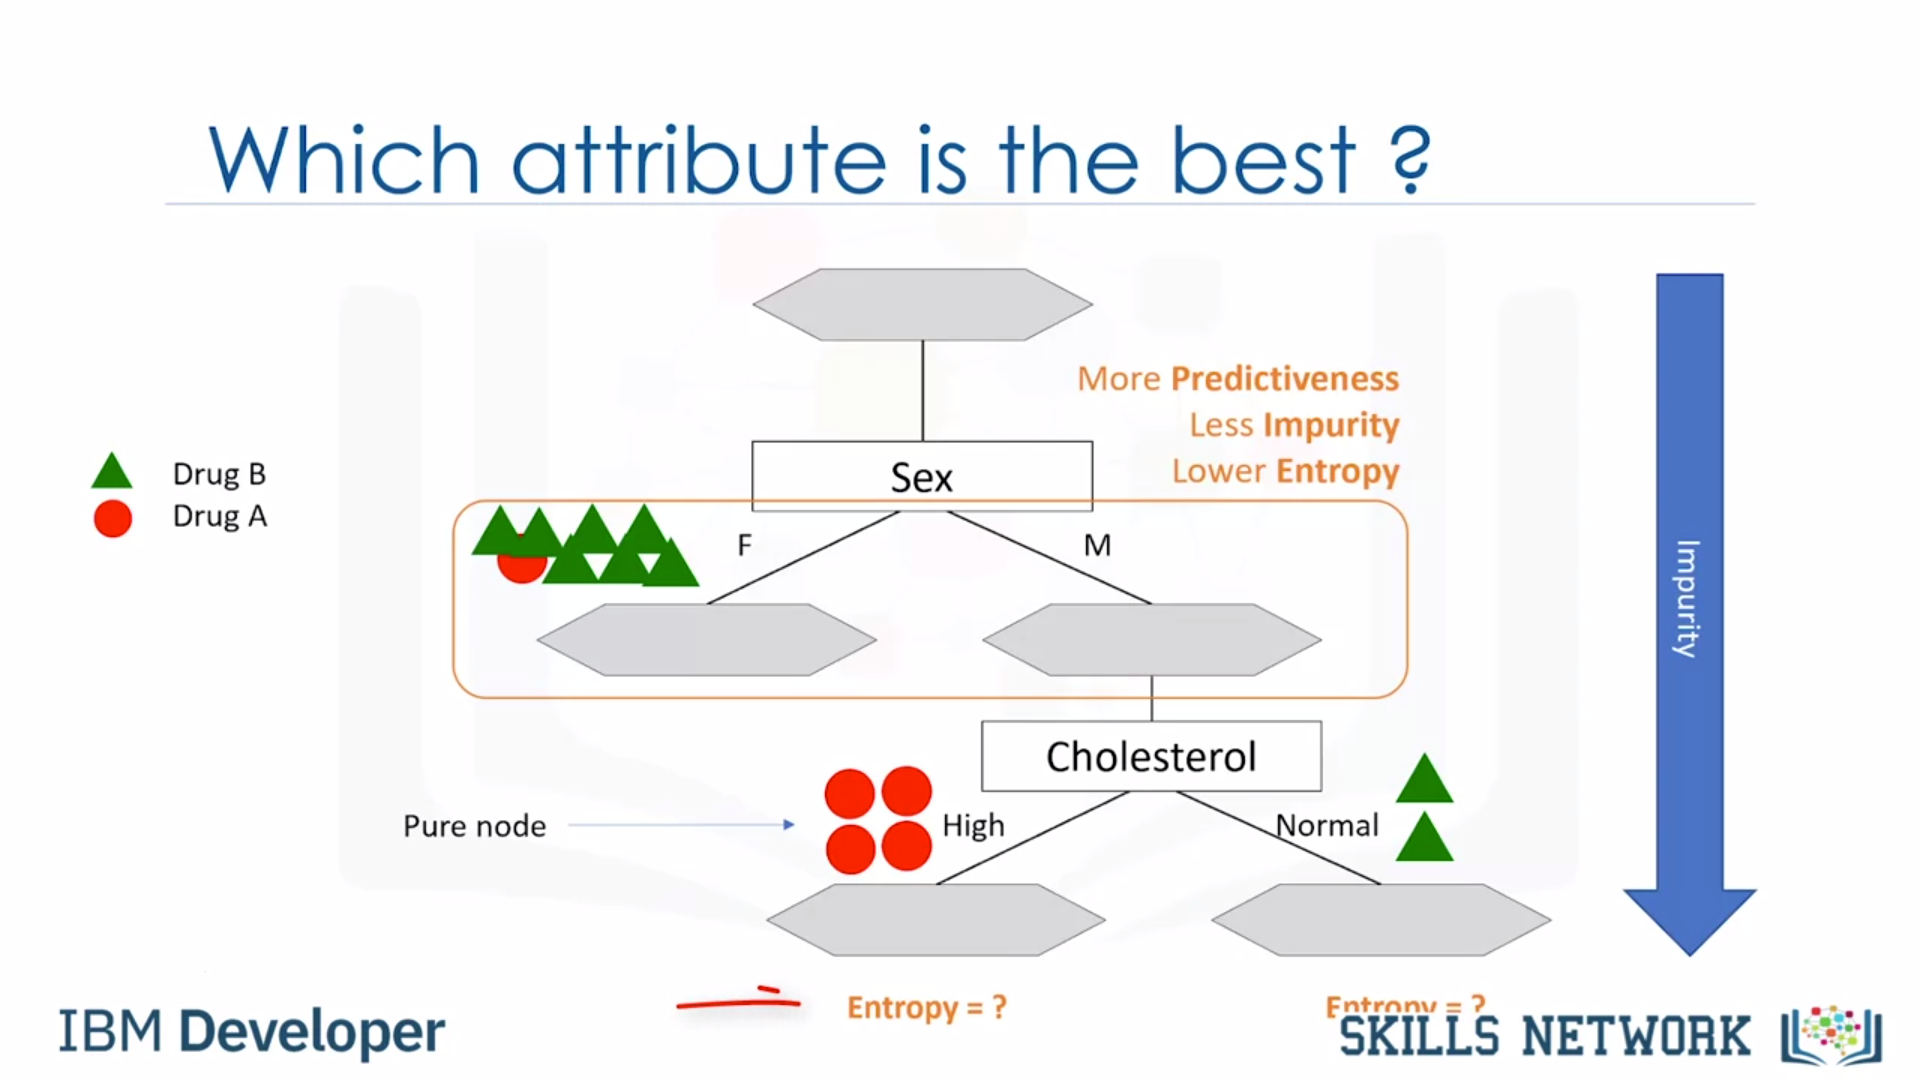 Which attribute is the best ?
More Predictiveness
Less Impurity
Lower Entropy
Sex
Drug B
Drug A
F
M
Impurity
Cholesterol
Pure node
High
Normal
Entropy = ?
Entropy = ?
IBM Developer
SKILLS NETWORK